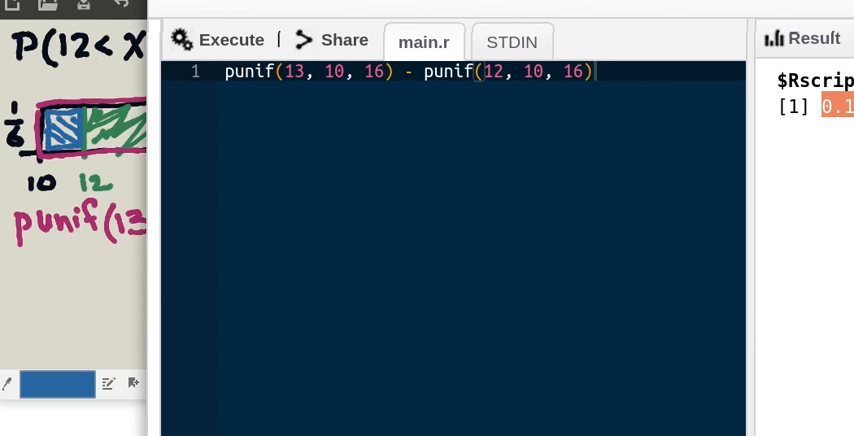 P(12< X
1
6
10 12
punif(13
Execute Share main.r STDIN
1 punif(13, 10, 16) - punif(12, 10, 16)
Result
$Rscrip
[1] 0.1